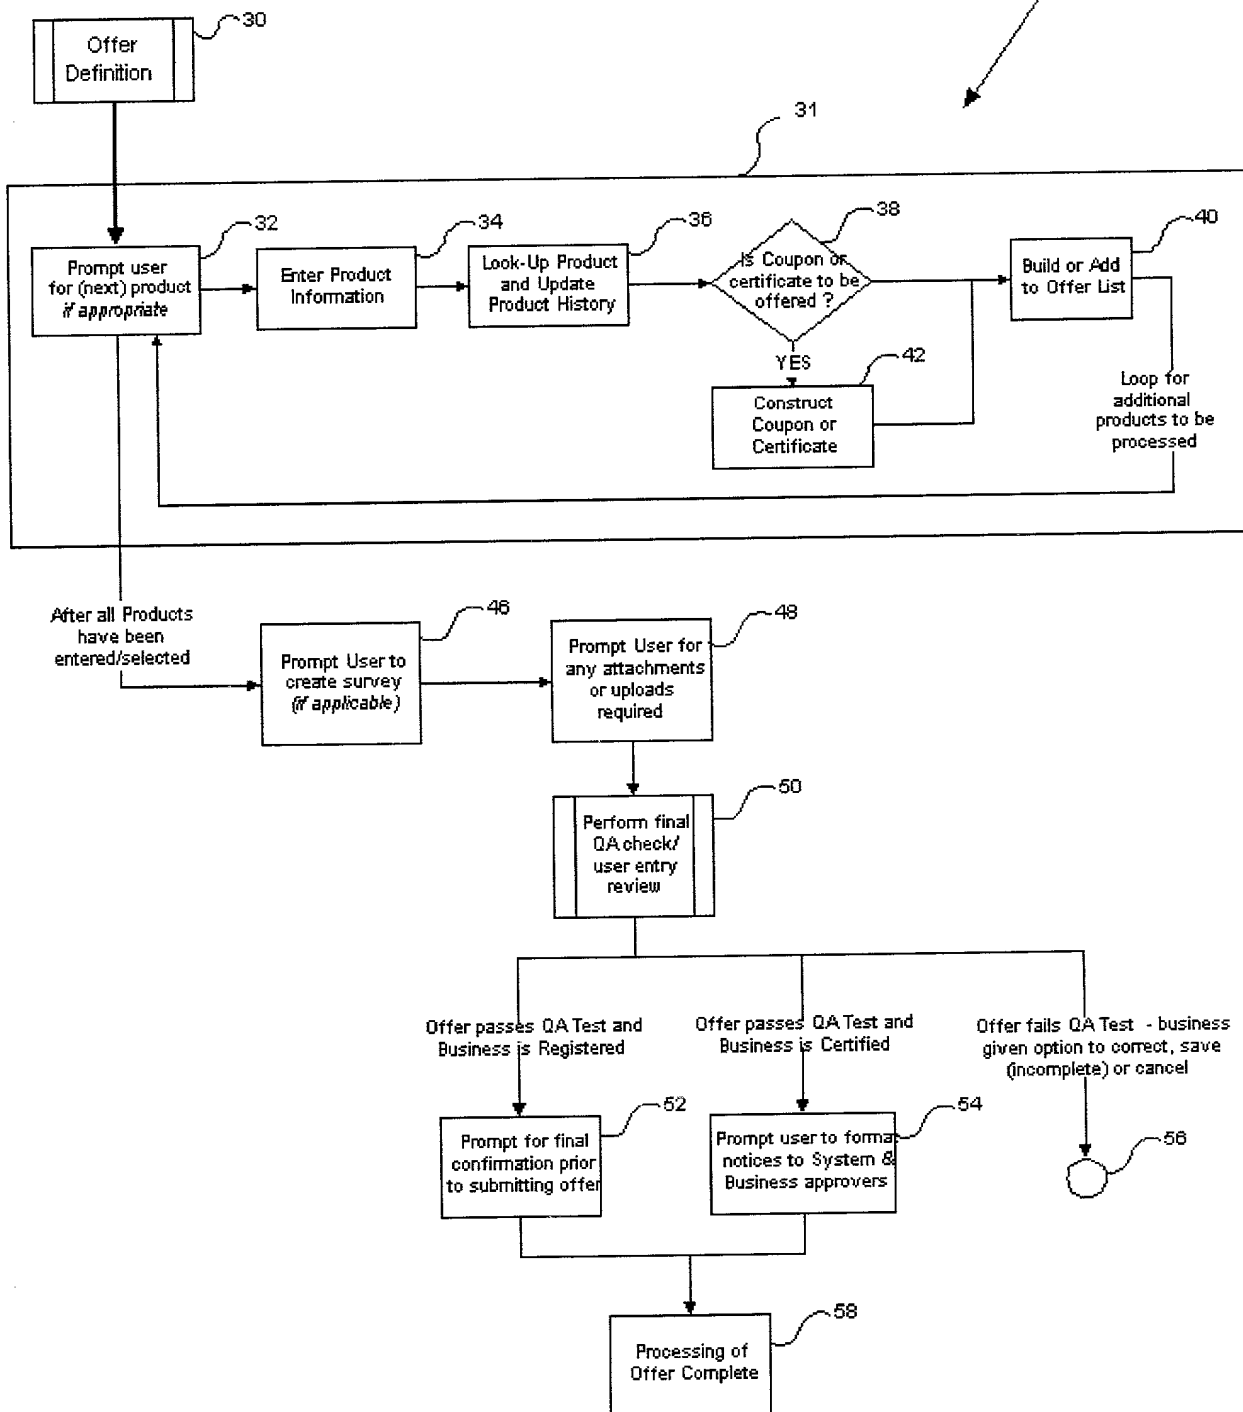 30
Offer
Definition
31
32
Prompt user
for (next) product
if appropriate
34
Enter Product
Information
36
Look-Up Product
and Update
Product History
38
Is Coupon or
certificate to be
offered ?
40
Build or Add
to Offer List
YES
42
Construct
Coupon or
Certificate
Loop for
additional
products to be
processed
After all Products
have been
entered/selected
46
Prompt User to
create survey
(if applicable)
48
Prompt User for
any attachments
or uploads
required
50
Perform final
QA check/
user entry
review
Offer passes QA Test and
Business is Registered
Offer passes QA Test and
Business is Certified
Offer fails QA Test - business
given option to correct, save
(incomplete) or cancel
52
Prompt for final
confirmation prior
to submitting offer
54
Prompt user to format
notices to System &
Business approvers
56
58
Processing of
Offer Complete